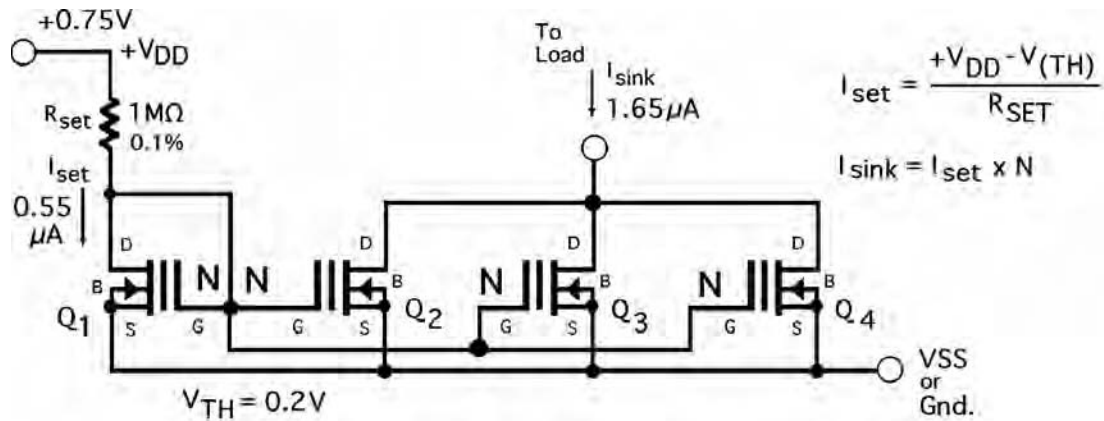 +0.75V
+VDD
Rset
1MΩ
0.1%
Iset
0.55
µA
To
Load
Isink
1.65µA
Iset = +VDD - V(TH)
RSET
Isink = Iset x N
D
B
S
G
Q1
N
N
D
B
S
G
Q2
N
D
B
S
G
Q3
N
D
B
S
G
Q4
VTH = 0.2V
VSS
or
Gnd.